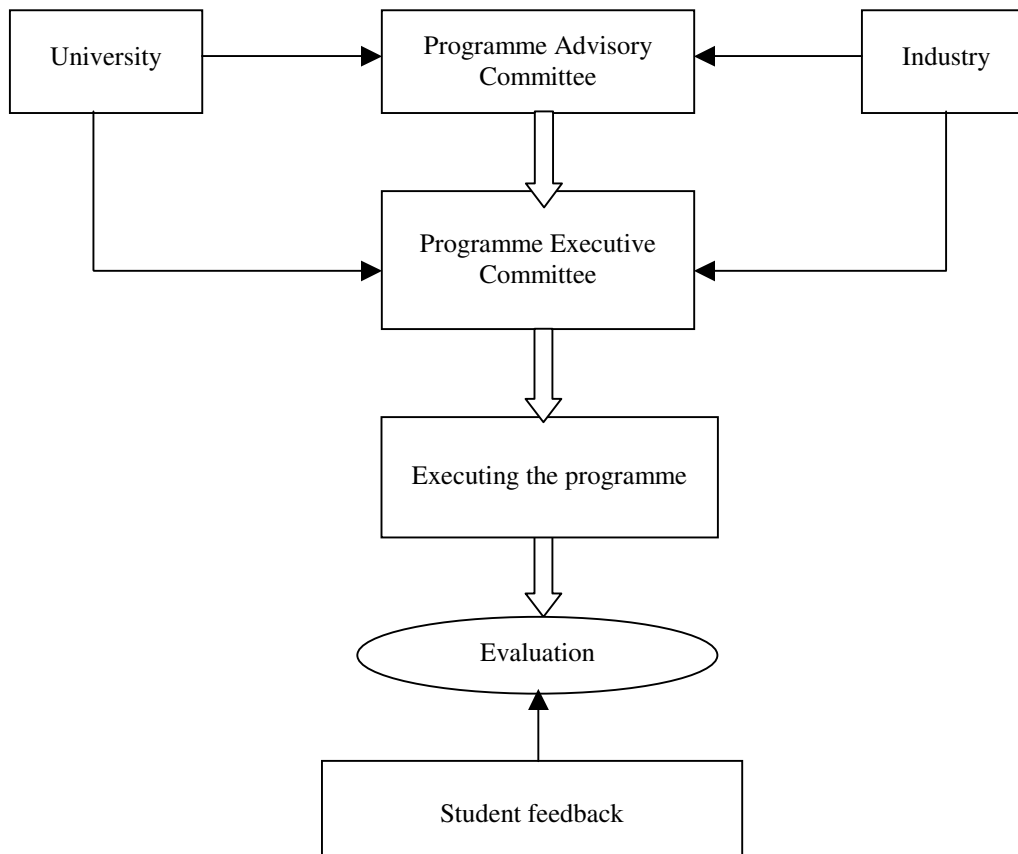 University
Programme Advisory
Committee
Industry
Programme Executive
Committee
Executing the programme
Evaluation
Student feedback